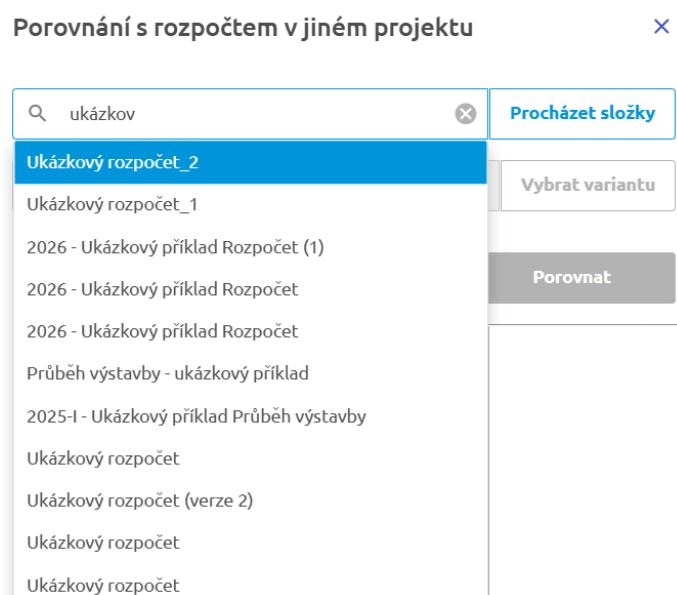 Porovnání s rozpočtem v jiném projektu
ukázkov
Procházet složky
Ukázkový rozpočet_2
Vybrat variantu
Ukázkový rozpočet_1
2026 - Ukázkový příklad Rozpočet (1)
Porovnat
2026 - Ukázkový příklad Rozpočet
2026 - Ukázkový příklad Rozpočet
Průběh výstavby - ukázkový příklad
2025-I - Ukázkový příklad Průběh výstavby
Ukázkový rozpočet
Ukázkový rozpočet (verze 2)
Ukázkový rozpočet
Ukázkový rozpočet